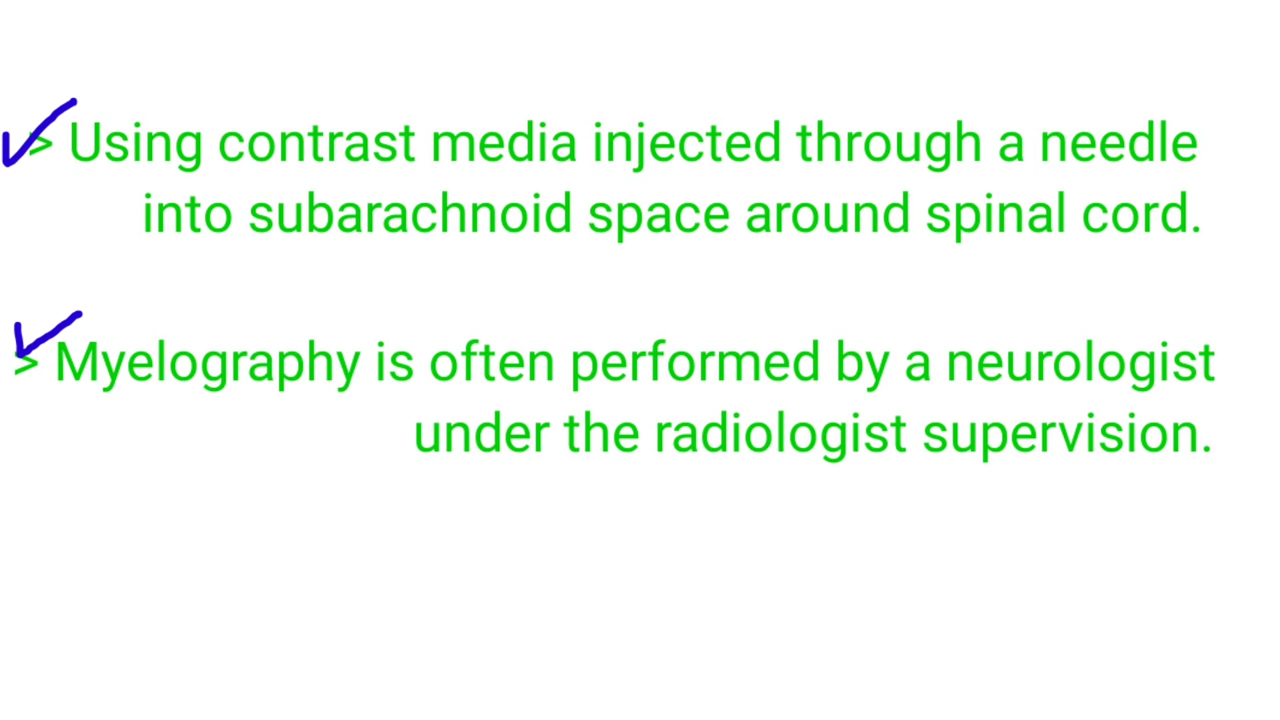 > Using contrast media injected through a needle
into subarachnoid space around spinal cord.
> Myelography is often performed by a neurologist
under the radiologist supervision.